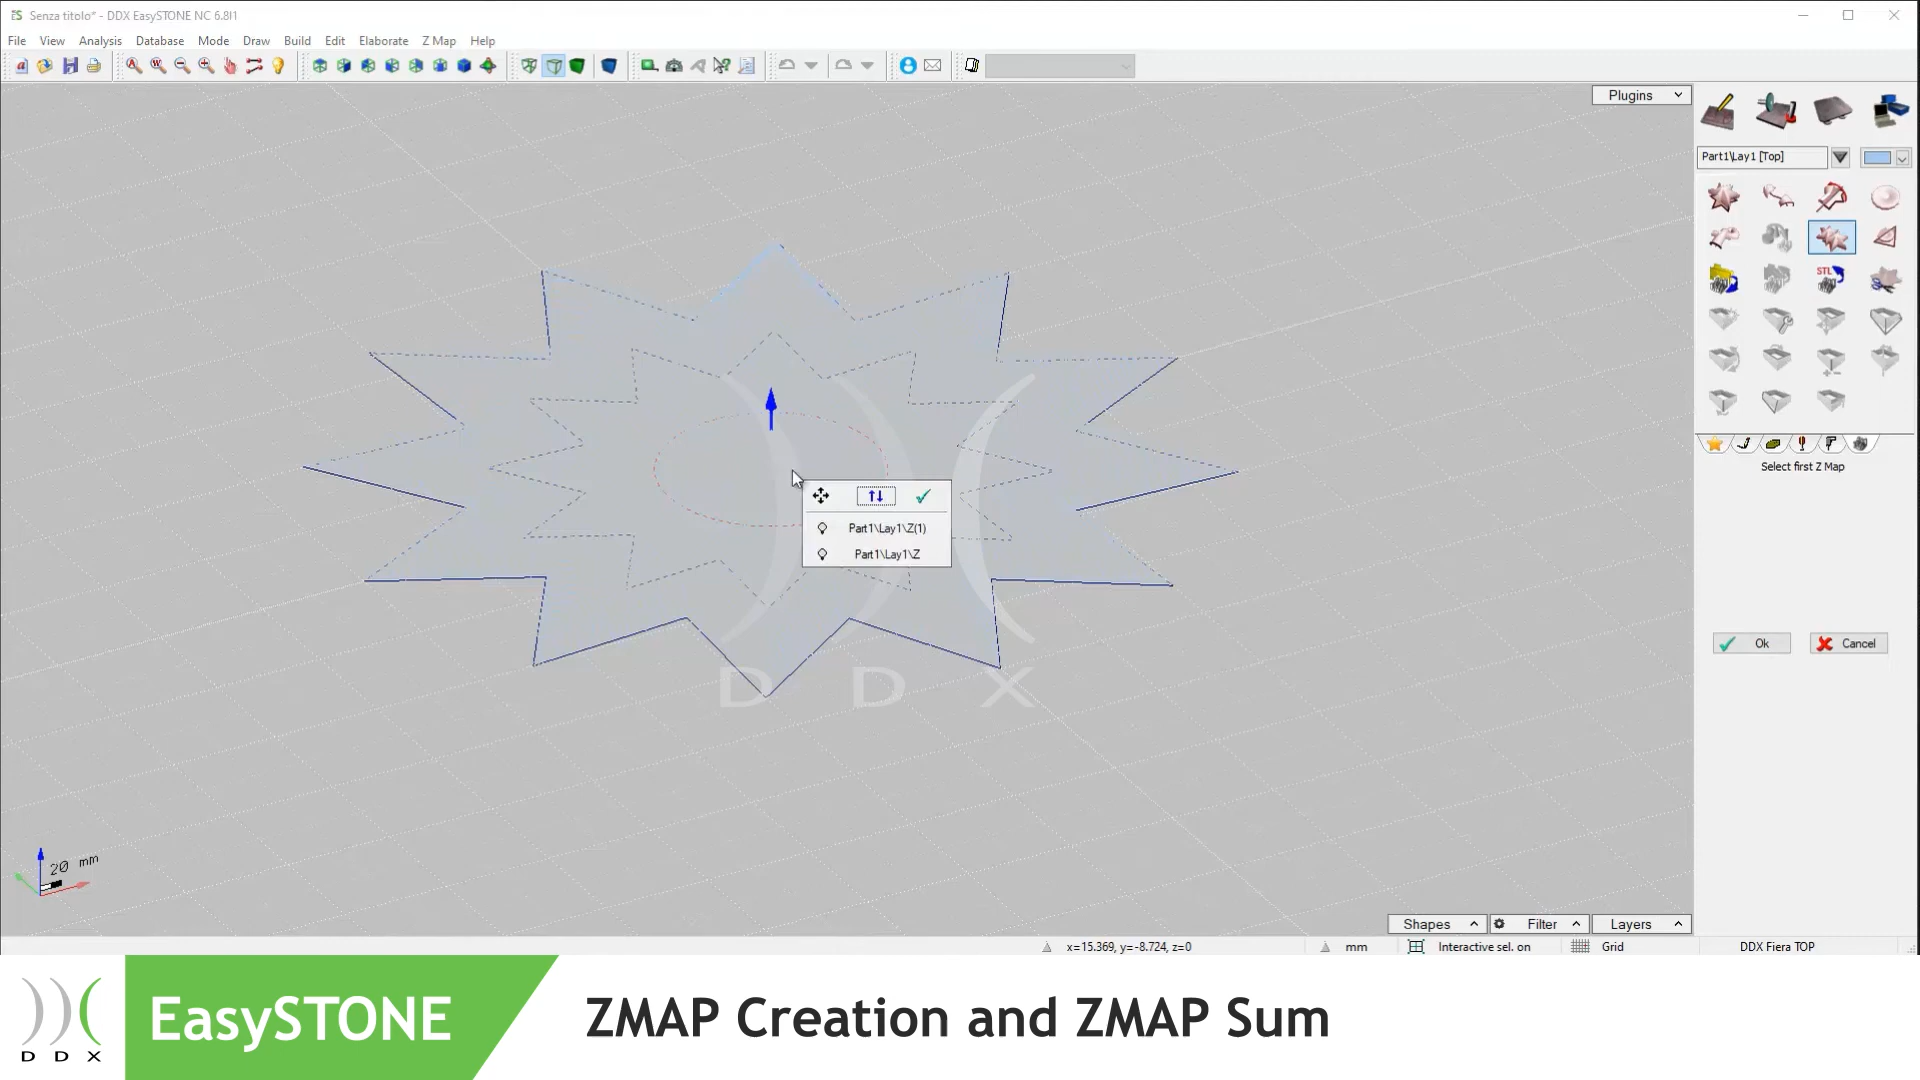 Senza titolo* - DDX EasySTONE NC 6.8I1
File View Analysis Database Mode Draw Build Edit Elaborate Z Map Help
Plugins
Part1\Lay1 [Top]
STL
Select first Z Map
Part1\Lay1\Z(1)
Part1\Lay1\Z
Ok Cancel
D D X
20 mm
Shapes Filter Layers
x=15.369, y=-8.724, z=0 mm Interactive sel. on Grid DDX Fiera TOP
D D X
EasySTONE
ZMAP Creation and ZMAP Sum